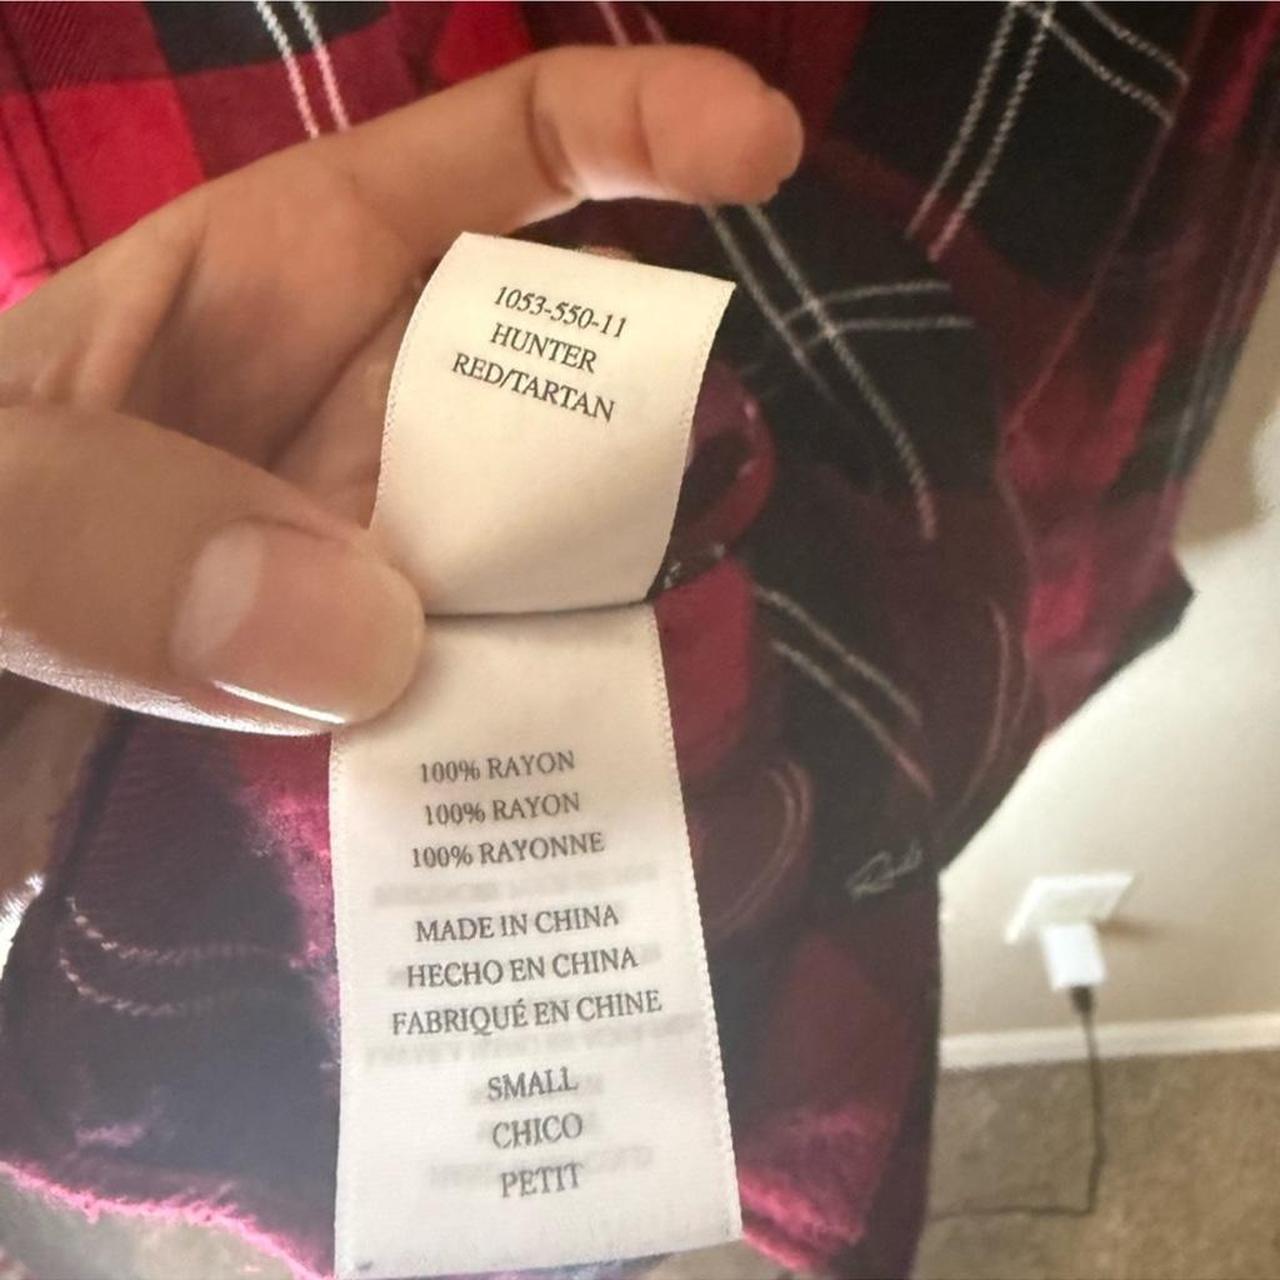 1053-550-11
HUNTER
RED/TARTAN
100% RAYON
100% RAYON
100% RAYONNE
MADE IN CHINA
HECHO EN CHINA
FABRIQUÉ EN CHINE
SMALL
CHICO
PETIT